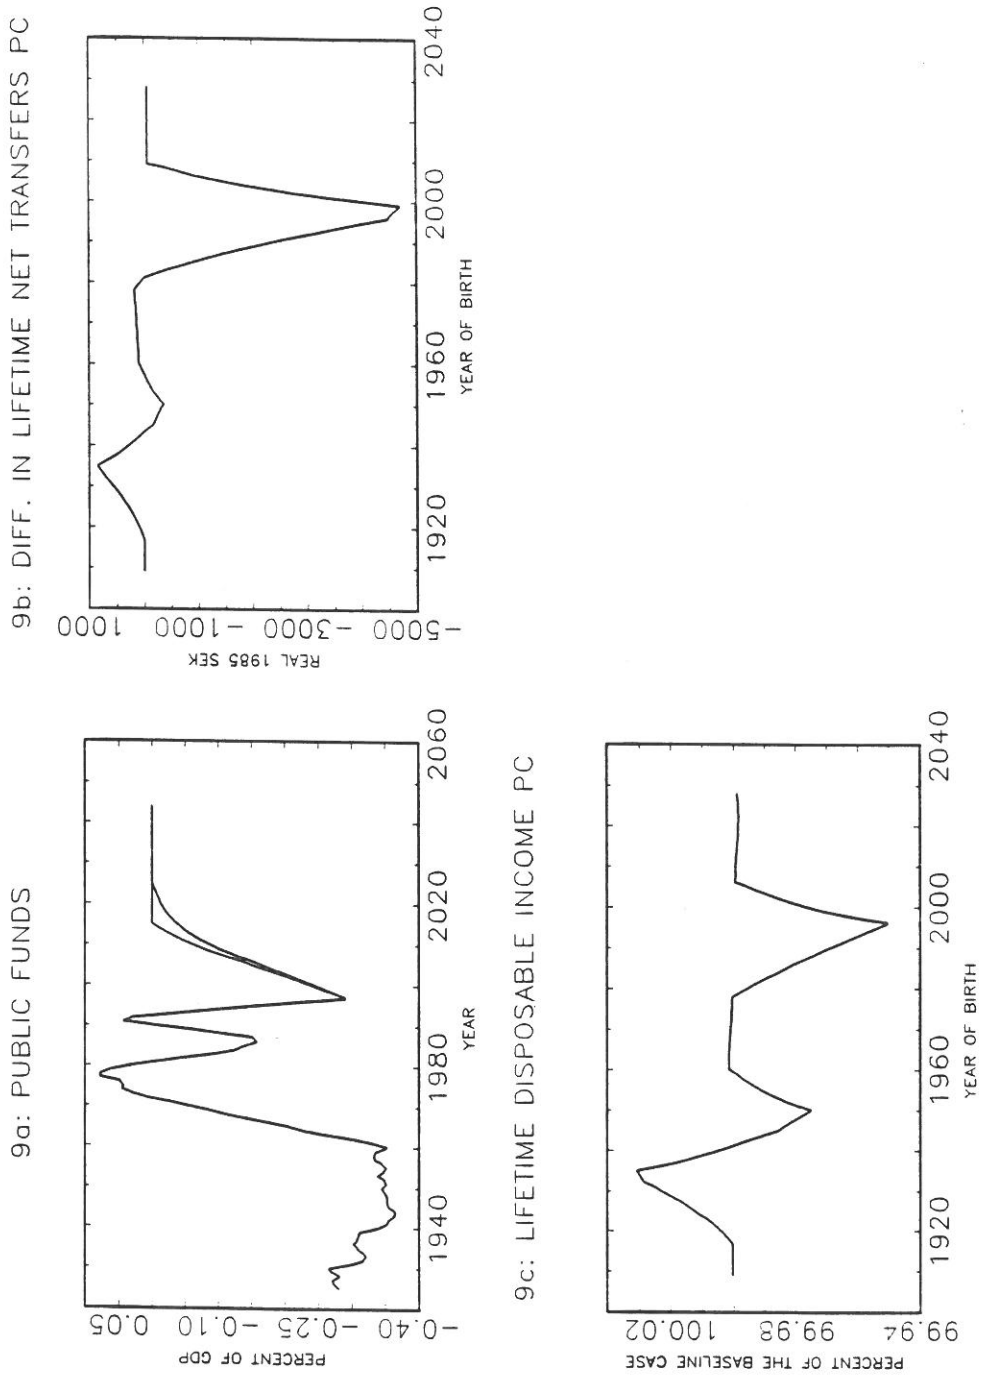 9a: PUBLIC FUNDS
PERCENT OF GDP
0.05
-0.10
-0.25
-0.40
1940
1980
2020
2060
YEAR
9b: DIFF. IN LIFETIME NET TRANSFERS PC
REAL 1985 SEK
1000
-1000
-3000
-5000
1920
1960
2000
2040
YEAR OF BIRTH
9c: LIFETIME DISPOSABLE INCOME PC
PERCENT OF THE BASELINE CASE
100.02
99.98
99.94
1920
1960
2000
2040
YEAR OF BIRTH